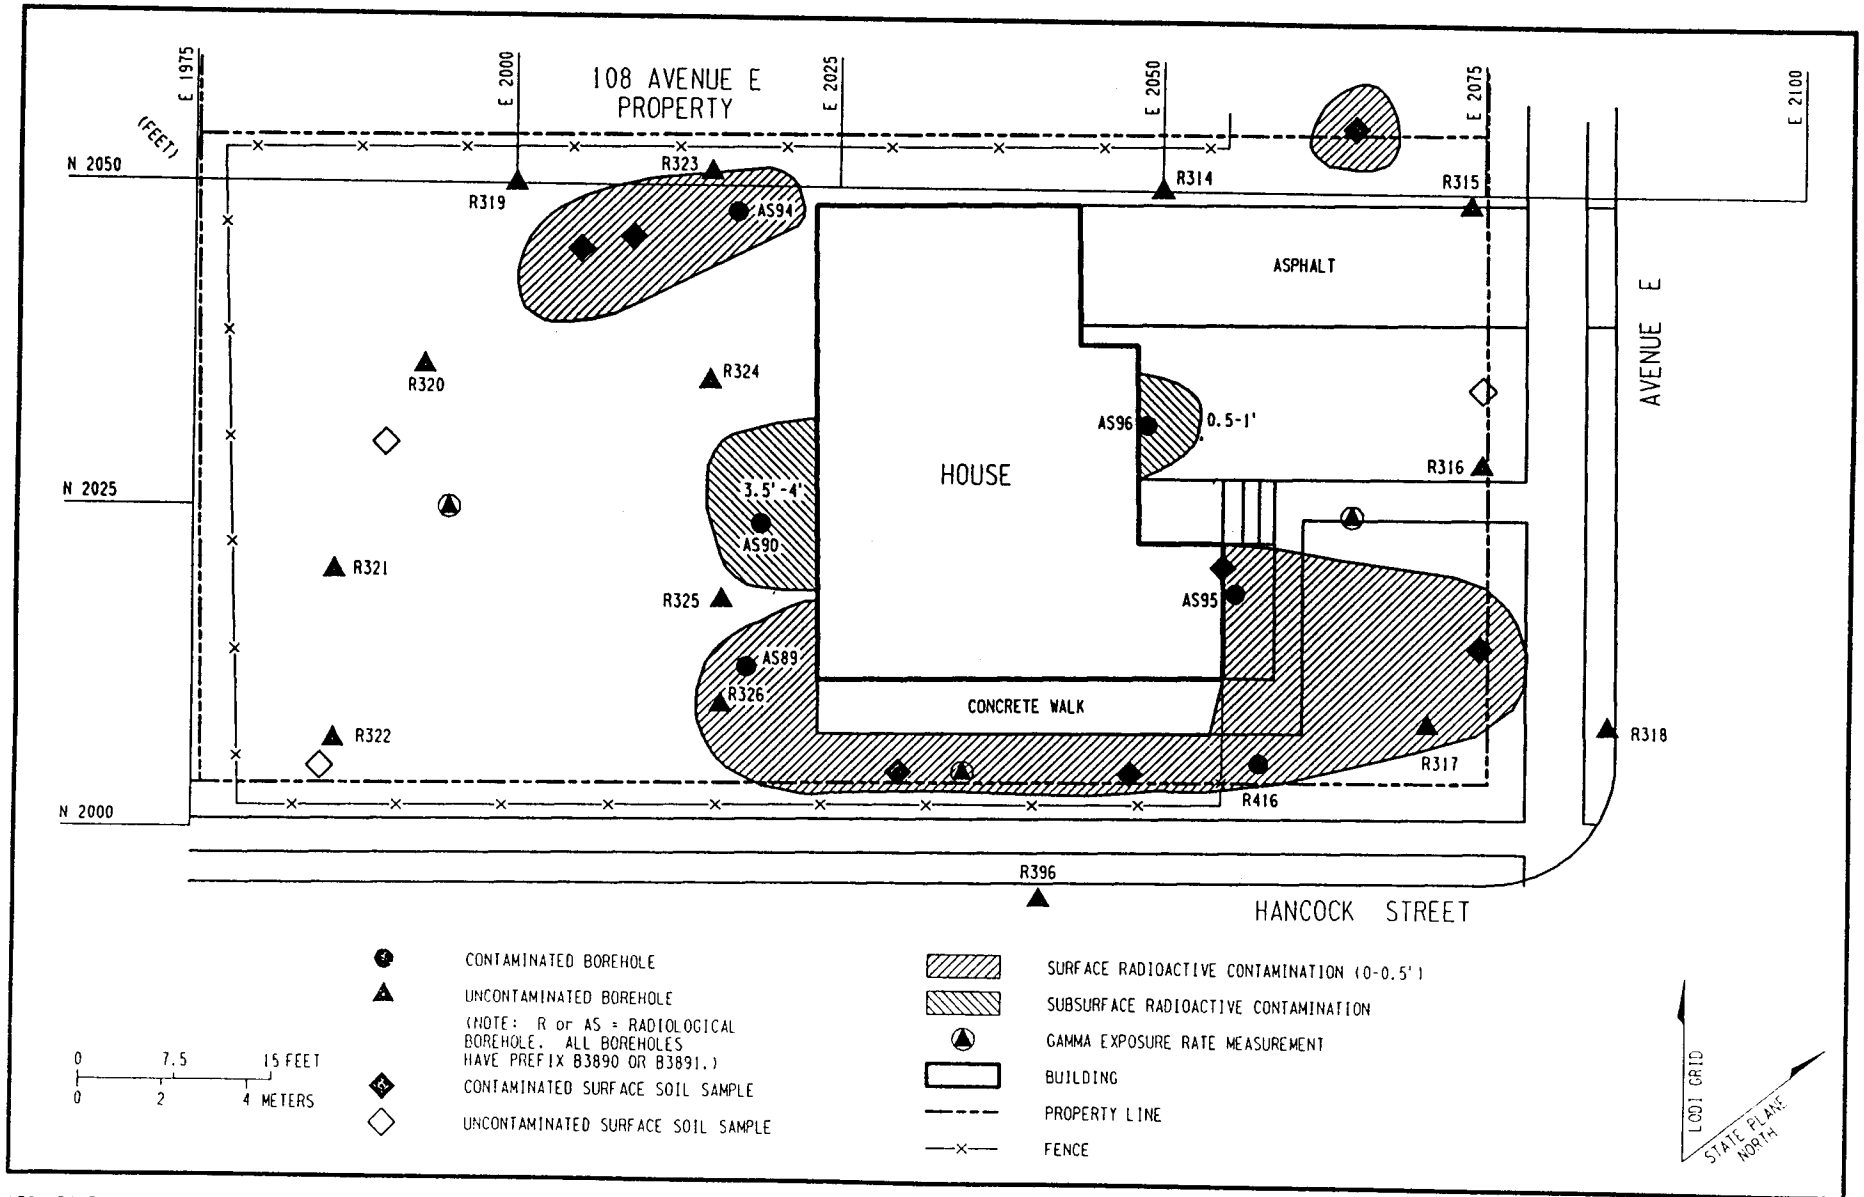 E 1975
E 2000
108 AVENUE E
PROPERTY
E 2025
E 2050
E 2075
E 2100
(FEET)
N 2050
R323
R319
AS94
R314
R315
ASPHALT
AVENUE E
R320
R324
AS96
0.5-1'
HOUSE
R316
N 2025
3.5'-4'
AS90
R321
R325
AS95
AS89
R326
CONCRETE WALK
R322
R318
R317
R416
N 2000
R396
HANCOCK STREET
CONTAMINATED BOREHOLE
UNCONTAMINATED BOREHOLE
(NOTE: R or AS = RADIOLOGICAL
BOREHOLE. ALL BOREHOLES
HAVE PREFIX B3890 OR B3891.)
CONTAMINATED SURFACE SOIL SAMPLE
UNCONTAMINATED SURFACE SOIL SAMPLE
SURFACE RADIOACTIVE CONTAMINATION (0-0.5')
SUBSURFACE RADIOACTIVE CONTAMINATION
GAMMA EXPOSURE RATE MEASUREMENT
BUILDING
PROPERTY LINE
FENCE
0 7.5 15 FEET
0 2 4 METERS
LODI GRID
STATE PLANE
NORTH